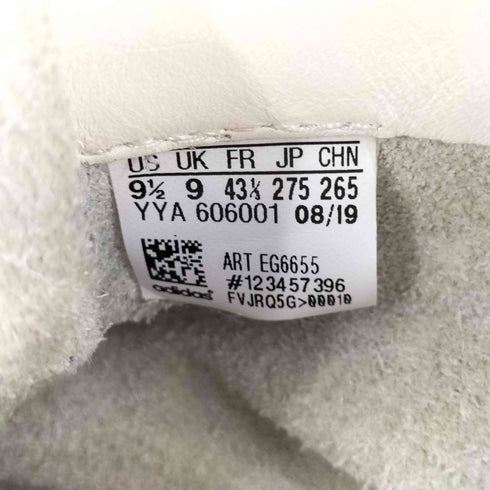 US UK FR JP CHN
9½ 9 43⅓ 275 265
YYA 606001 08/19
ART EG6655
#123457396
adidas FVJRQ5G>00010